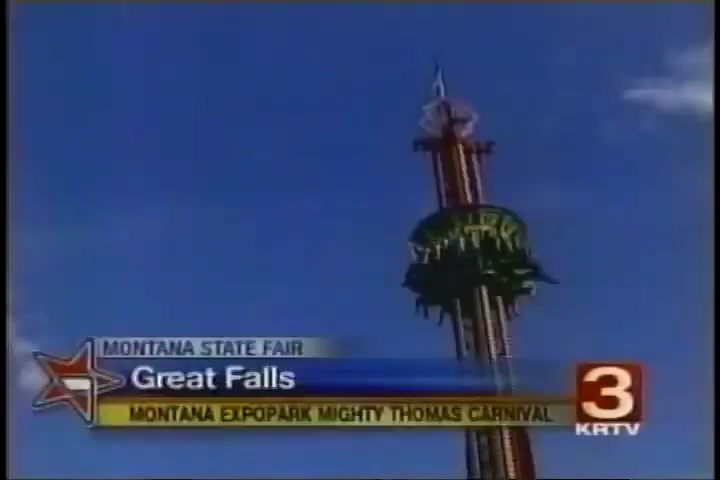 MONTANA STATE FAIR
Great Falls
MONTANA EXPOPARK MIGHTY THOMAS CARNIVAL
3
KRTV